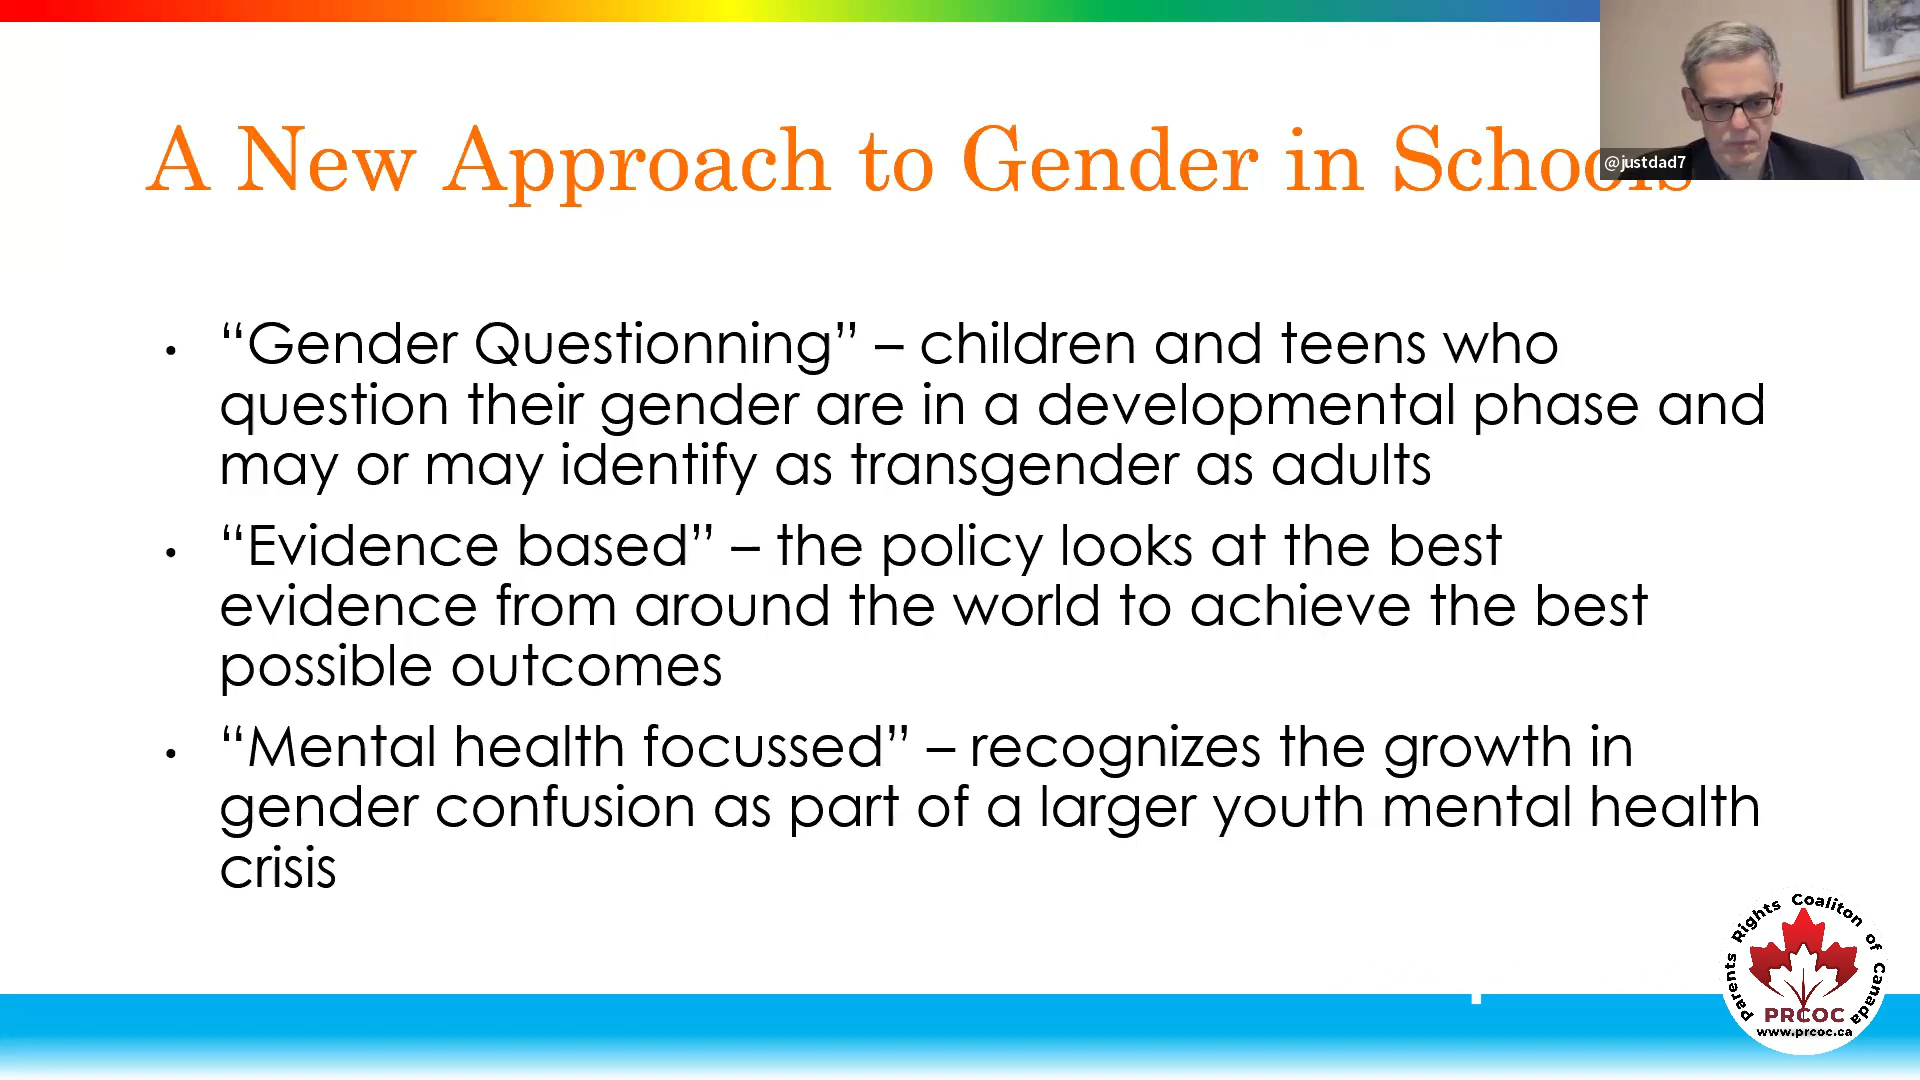 A New Approach to Gender in Schools
@justdad7
• “Gender Questionning” – children and teens who
question their gender are in a developmental phase and
may or may identify as transgender as adults
• “Evidence based” – the policy looks at the best
evidence from around the world to achieve the best
possible outcomes
• “Mental health focussed” – recognizes the growth in
gender confusion as part of a larger youth mental health
crisis
Parents Rights Coaliton of Canada
PRCOC
www.prcoc.ca